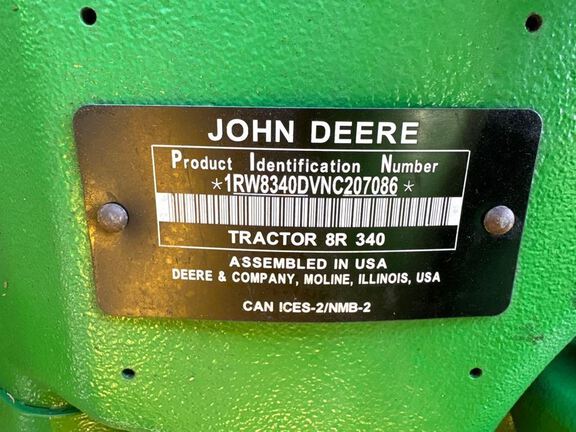 JOHN DEERE
Product Identification Number
*1RW8340DVNC207086*
TRACTOR 8R 340
ASSEMBLED IN USA
DEERE & COMPANY, MOLINE, ILLINOIS, USA
CAN ICES-2/NMB-2